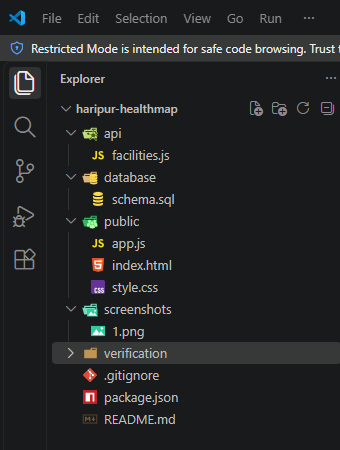 File Edit Selection View Go Run ···
Restricted Mode is intended for safe code browsing. Trust
Explorer ···
haripur-healthmap
api
JS facilities.js
database
schema.sql
public
JS app.js
index.html
CSS style.css
screenshots
1.png
verification
.gitignore
package.json
README.md